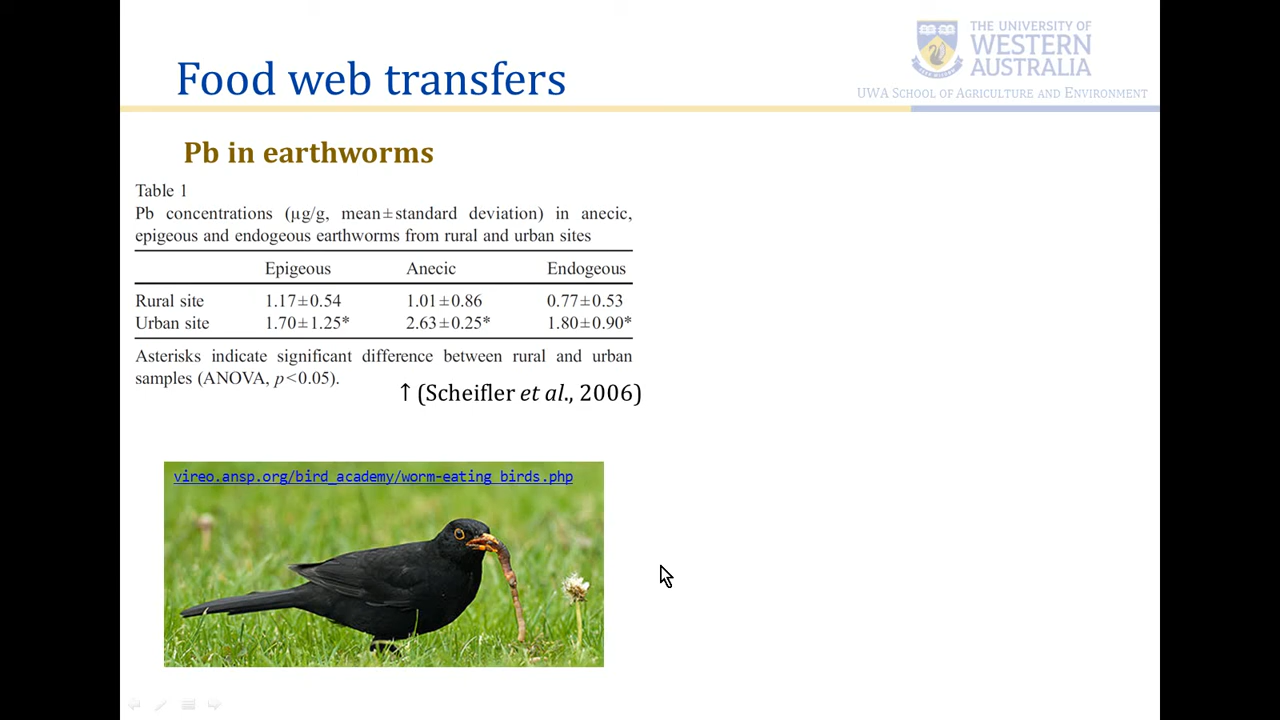 THE UNIVERSITY OF
WESTERN
AUSTRALIA
UWA SCHOOL OF AGRICULTURE AND ENVIRONMENT
Food web transfers
Pb in earthworms
Table 1
Pb concentrations (μg/g, mean±standard deviation) in anecic,
epigeous and endogeous earthworms from rural and urban sites
Epigeous Anecic Endogeous
Rural site 1.17±0.54 1.01±0.86 0.77±0.53
Urban site 1.70±1.25* 2.63±0.25* 1.80±0.90*
Asterisks indicate significant difference between rural and urban
samples (ANOVA, p<0.05).
↑ (Scheifler et al., 2006)
vireo.ansp.org/bird_academy/worm-eating_birds.php